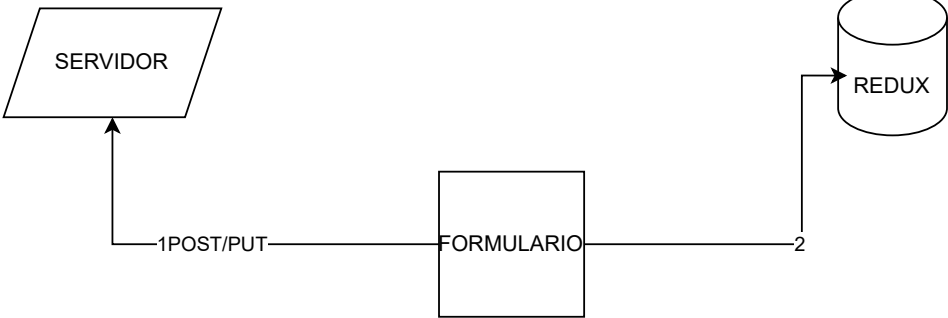 SERVIDOR
REDUX
1POST/PUT
FORMULARIO
2